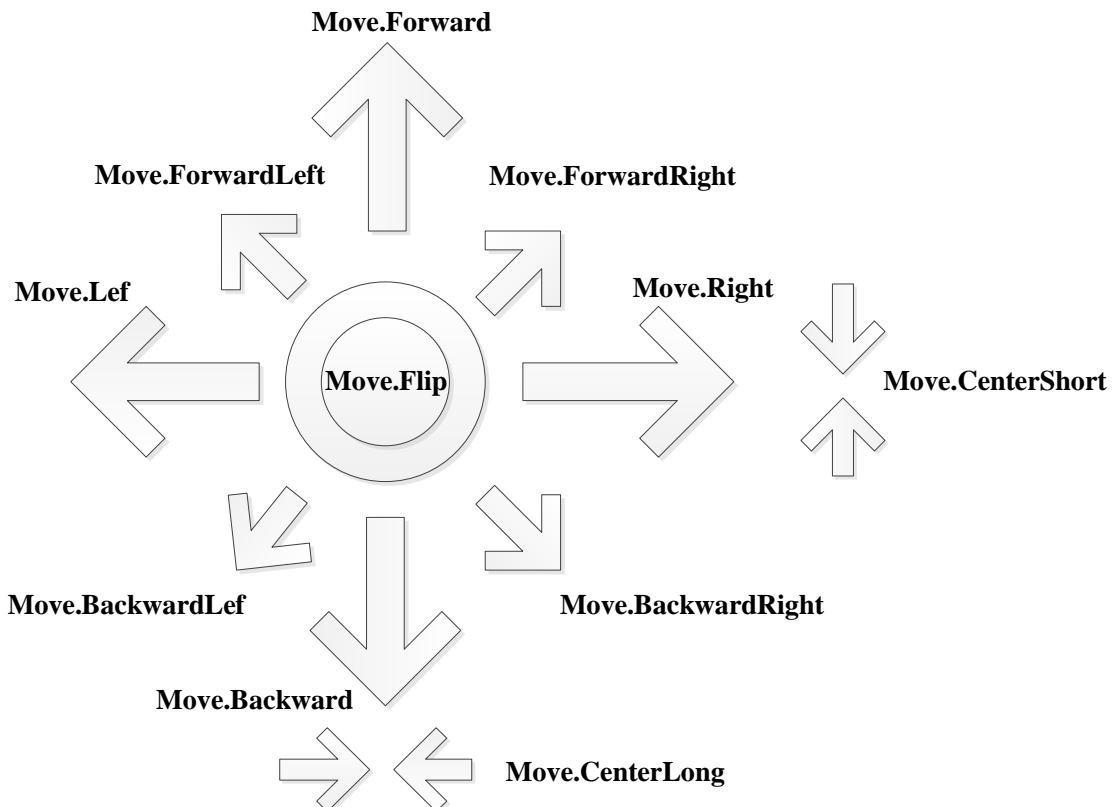 Move.Forward
Move.ForwardLeft
Move.ForwardRight
Move.Lef
Move.Right
Move.Flip
Move.CenterShort
Move.BackwardLef
Move.BackwardRight
Move.Backward
Move.CenterLong